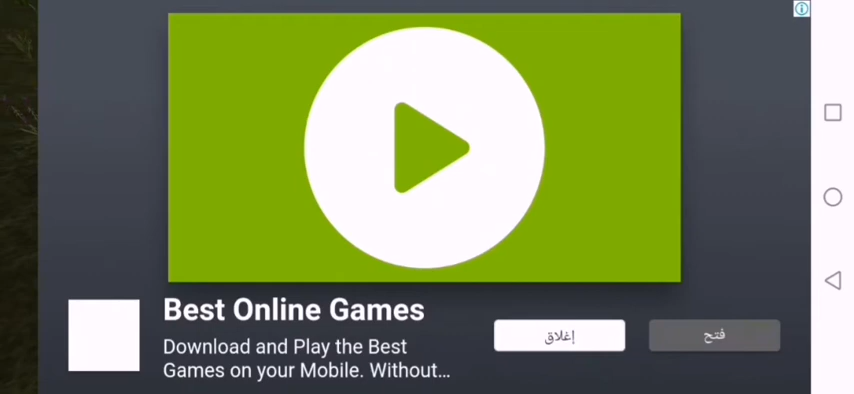 Best Online Games
Download and Play the Best
Games on your Mobile. Without...
إغلاق
فتح